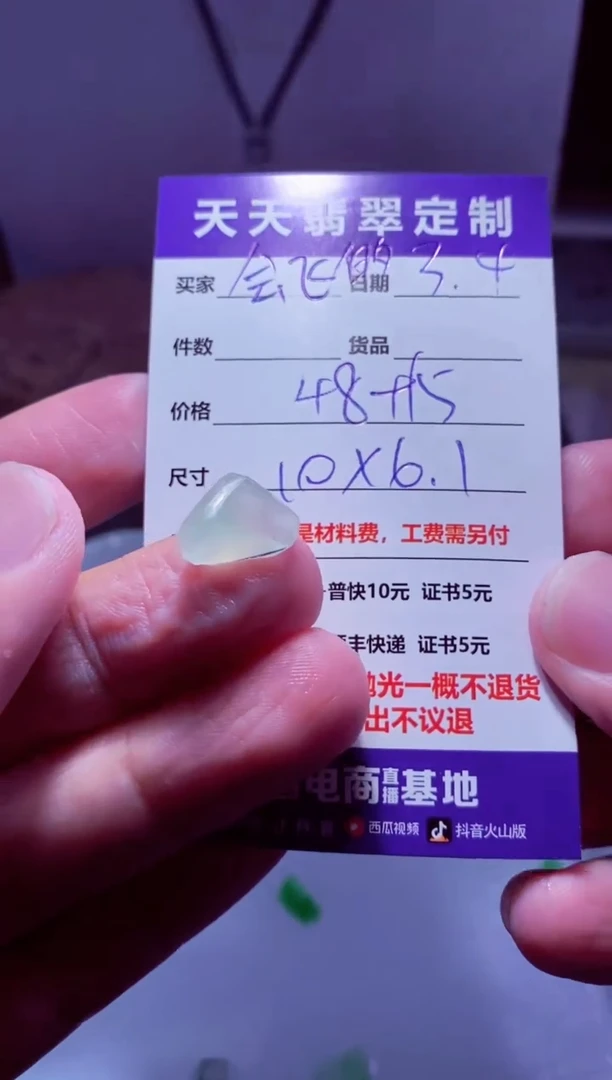 天天翡翠定制
买家 会飞的 日期 3.4
件数 货品
价格 48+15
尺寸 10X6.1
是材料费，工费需另付
普快10元 证书5元
丰快递 证书5元
抛光一概不退货
出不议退
电商直播基地
西瓜视频 抖音火山版